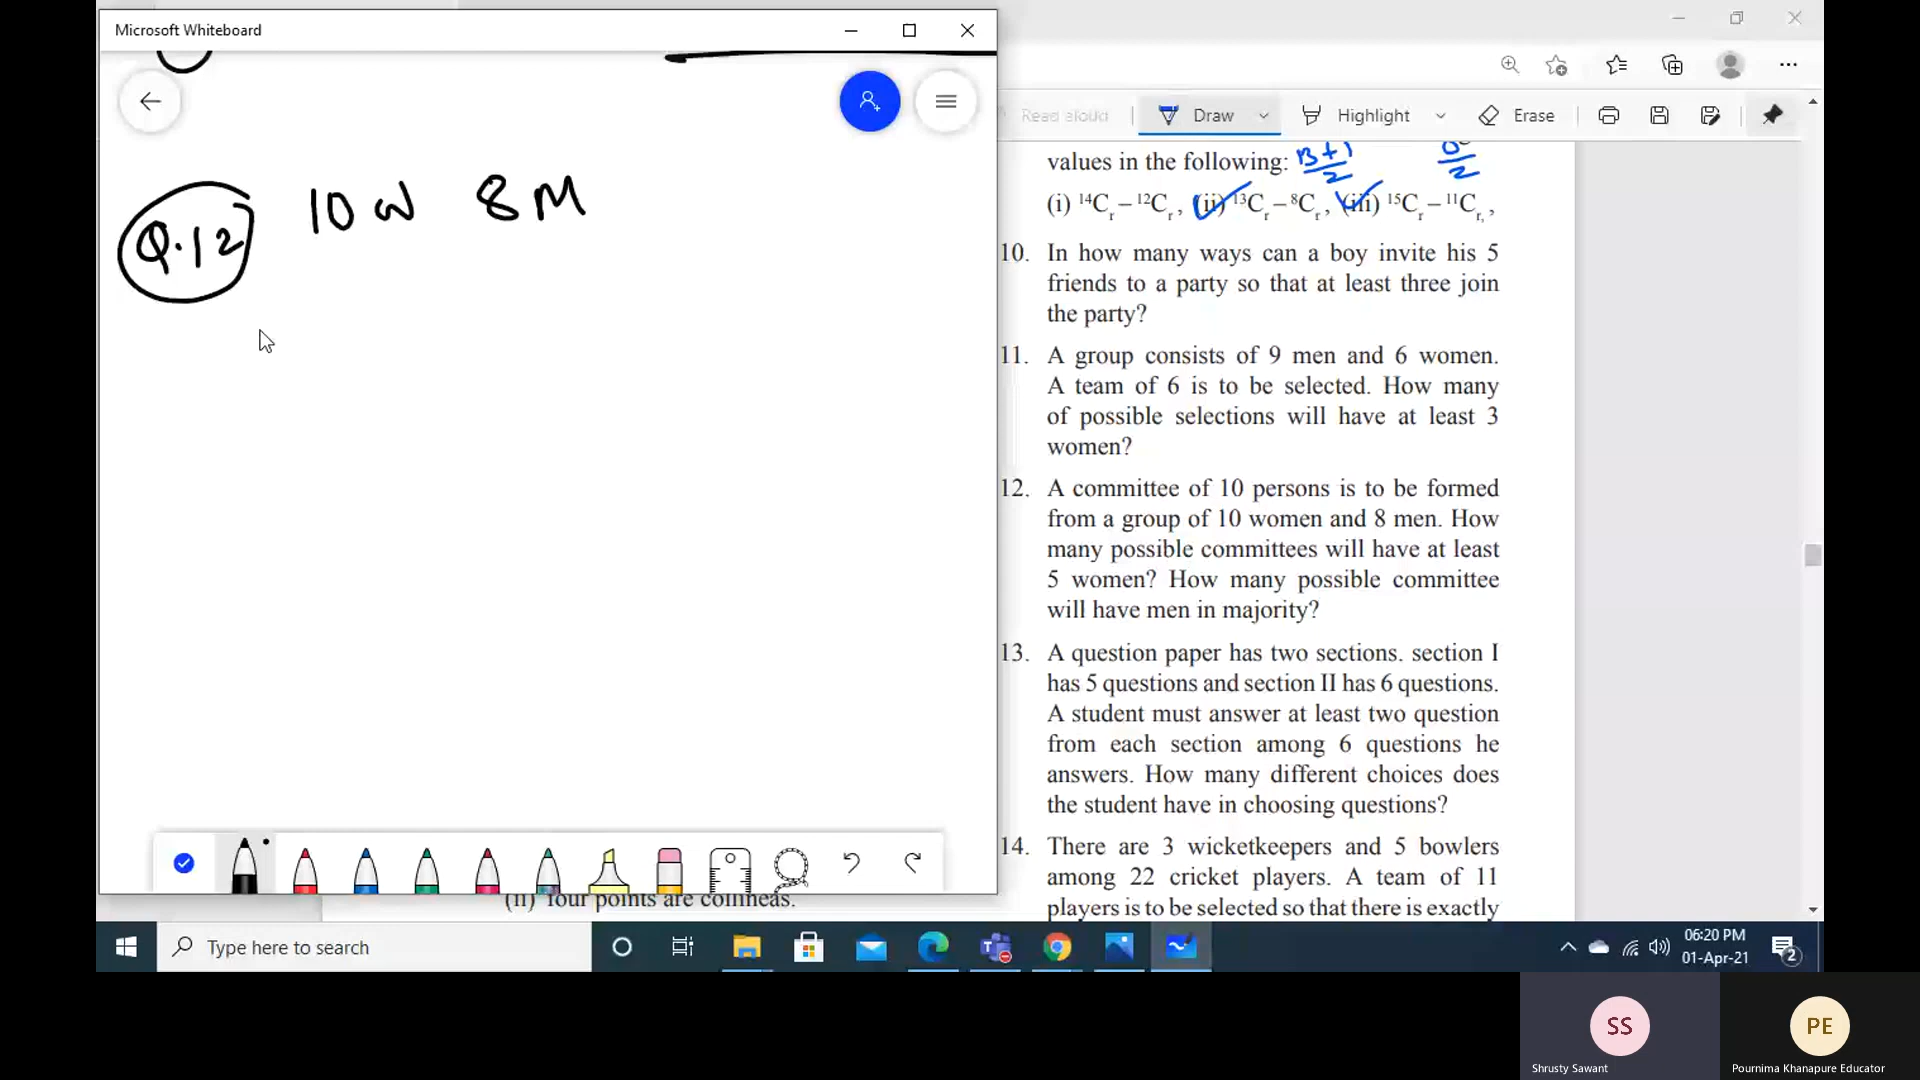 Microsoft Whiteboard
Q.12 10 W 8 M
Read aloud Draw Highlight Erase
values in the following: 13+1/2
(i) ¹⁴Cᵣ – ¹²Cᵣ , (ii) ¹³Cᵣ – ⁸Cᵣ , (iii) ¹⁵Cᵣ – ¹¹Cᵣ, ,
10. In how many ways can a boy invite his 5
friends to a party so that at least three join
the party?
11. A group consists of 9 men and 6 women.
A team of 6 is to be selected. How many
of possible selections will have at least 3
women?
12. A committee of 10 persons is to be formed
from a group of 10 women and 8 men. How
many possible committees will have at least
5 women? How many possible committee
will have men in majority?
13. A question paper has two sections. section I
has 5 questions and section II has 6 questions.
A student must answer at least two question
from each section among 6 questions he
answers. How many different choices does
the student have in choosing questions?
14. There are 3 wicketkeepers and 5 bowlers
among 22 cricket players. A team of 11
players is to be selected so that there is exactly
(ii) four points are collineas.
Type here to search
06:20 PM
01-Apr-21
2
SS
Shrusty Sawant
PE
Pournima Khanapure Educator